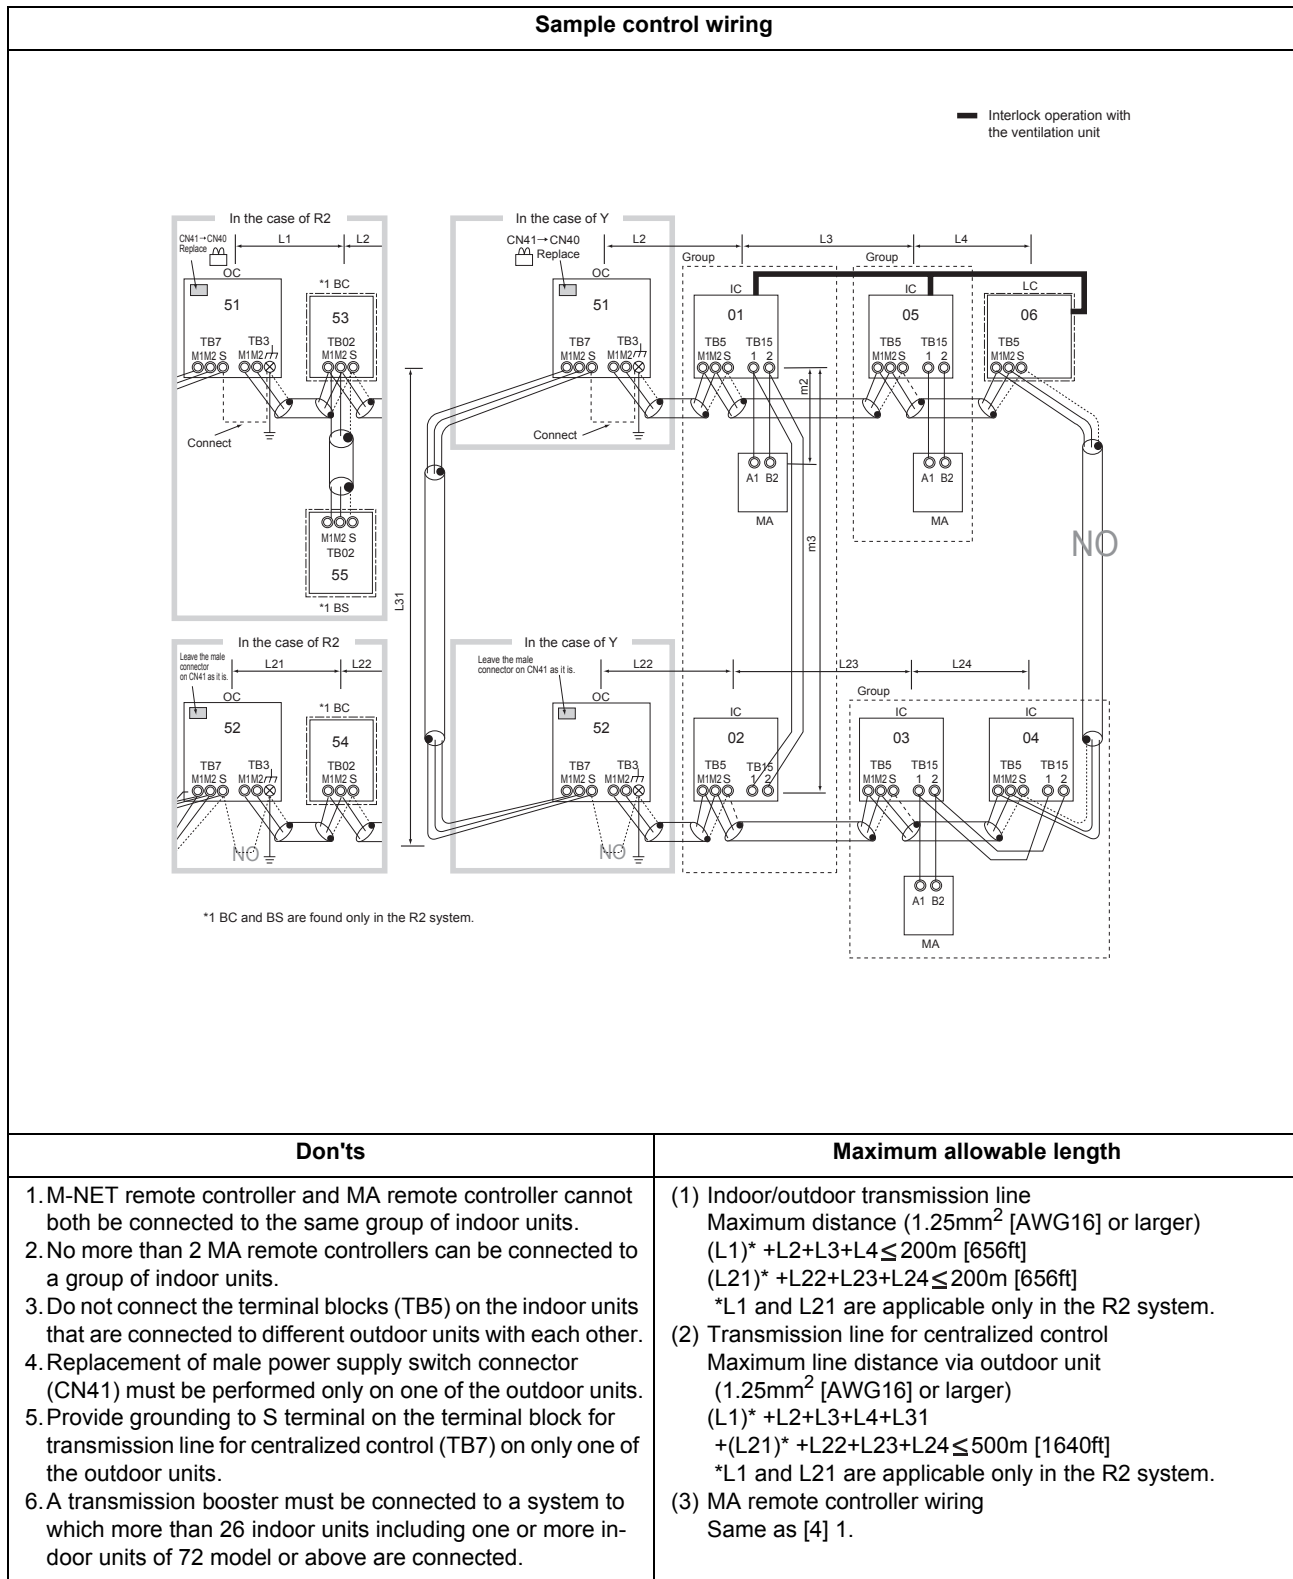 Sample control wiring
Interlock operation with
the ventilation unit
In the case of R2
CN41→CN40
Replace
L1
L2
OC
51
TB7
TB3
M1M2 S
M1M2
*1 BC
53
TB02
M1M2 S
Connect
M1M2 S
TB02
55
*1 BS
In the case of Y
CN41→CN40
Replace
L2
L3
L4
OC
51
TB7
TB3
M1M2 S
M1M2
Connect
Group
IC
01
TB5
TB15
M1M2 S
1 2
m2
A1 B2
MA
m3
Group
IC
05
TB5
TB15
M1M2 S
1 2
A1 B2
MA
LC
06
TB5
M1M2 S
NO
L31
In the case of R2
Leave the male
connector
on CN41 as it is.
L21
L22
OC
52
TB7
TB3
M1M2 S
M1M2
NO
*1 BC
54
TB02
M1M2 S
In the case of Y
Leave the male
connector on CN41 as it is.
L22
L23
L24
OC
52
TB7
TB3
M1M2 S
M1M2
NO
IC
02
TB5
TB15
M1M2 S
1 2
Group
IC
03
TB5
TB15
M1M2 S
1 2
IC
04
TB5
TB15
M1M2 S
1 2
A1 B2
MA
*1 BC and BS are found only in the R2 system.
Don'ts
1. M-NET remote controller and MA remote controller cannot
both be connected to the same group of indoor units.
2. No more than 2 MA remote controllers can be connected to
a group of indoor units.
3. Do not connect the terminal blocks (TB5) on the indoor units
that are connected to different outdoor units with each other.
4. Replacement of male power supply switch connector
(CN41) must be performed only on one of the outdoor units.
5. Provide grounding to S terminal on the terminal block for
transmission line for centralized control (TB7) on only one of
the outdoor units.
6. A transmission booster must be connected to a system to
which more than 26 indoor units including one or more in-
door units of 72 model or above are connected.
Maximum allowable length
(1) Indoor/outdoor transmission line
Maximum distance (1.25mm² [AWG16] or larger)
(L1)* +L2+L3+L4≤200m [656ft]
(L21)* +L22+L23+L24≤200m [656ft]
*L1 and L21 are applicable only in the R2 system.
(2) Transmission line for centralized control
Maximum line distance via outdoor unit
(1.25mm² [AWG16] or larger)
(L1)* +L2+L3+L4+L31
+(L21)* +L22+L23+L24≤500m [1640ft]
*L1 and L21 are applicable only in the R2 system.
(3) MA remote controller wiring
Same as [4] 1.